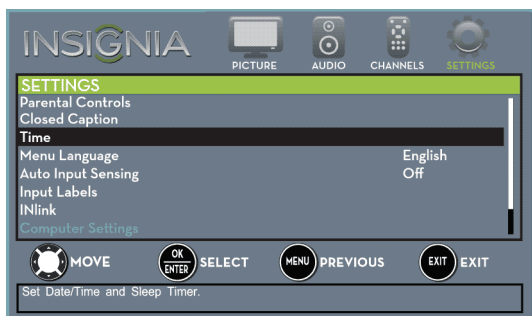 INSIGNIA
PICTURE AUDIO CHANNELS SETTINGS
SETTINGS
Parental Controls
Closed Caption
Time
Menu Language English
Auto Input Sensing Off
Input Labels
INlink
Computer Settings
MOVE OK ENTER SELECT MENU PREVIOUS EXIT EXIT
Set Date/Time and Sleep Timer.